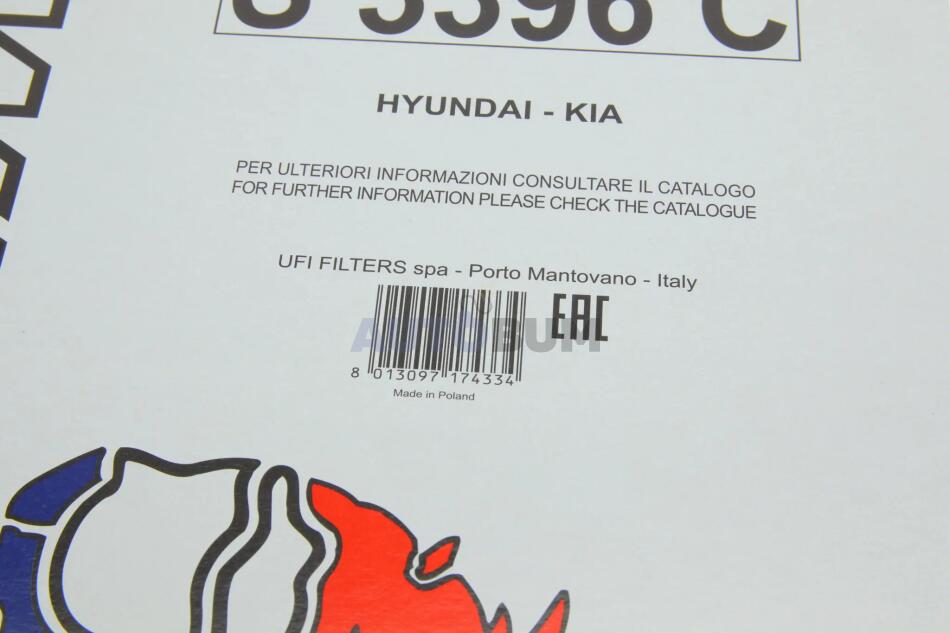 HYUNDAI - KIA
PER ULTERIORI INFORMAZIONI CONSULTARE IL CATALOGO
FOR FURTHER INFORMATION PLEASE CHECK THE CATALOGUE
UFI FILTERS spa - Porto Mantovano - Italy
EAC
AUTOBUM
8 013097 174334
Made in Poland